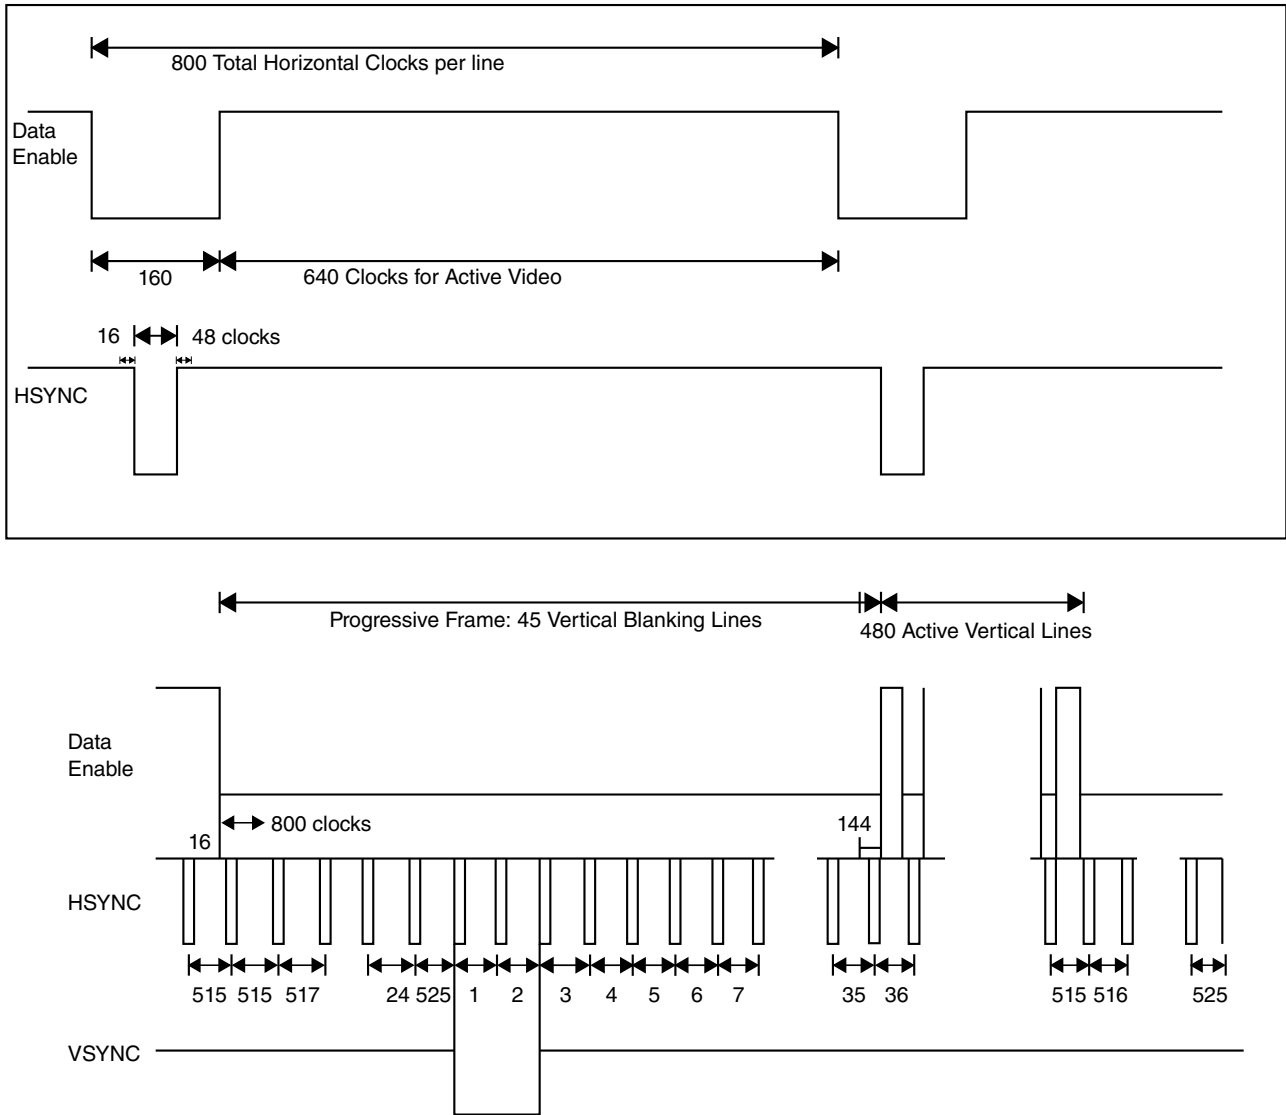 800 Total Horizontal Clocks per line
Data
Enable
160
640 Clocks for Active Video
16
48 clocks
HSYNC
Progressive Frame: 45 Vertical Blanking Lines
480 Active Vertical Lines
Data
Enable
16
800 clocks
144
HSYNC
515 515 517 24 525 1 2 3 4 5 6 7 35 36 515 516 525
VSYNC